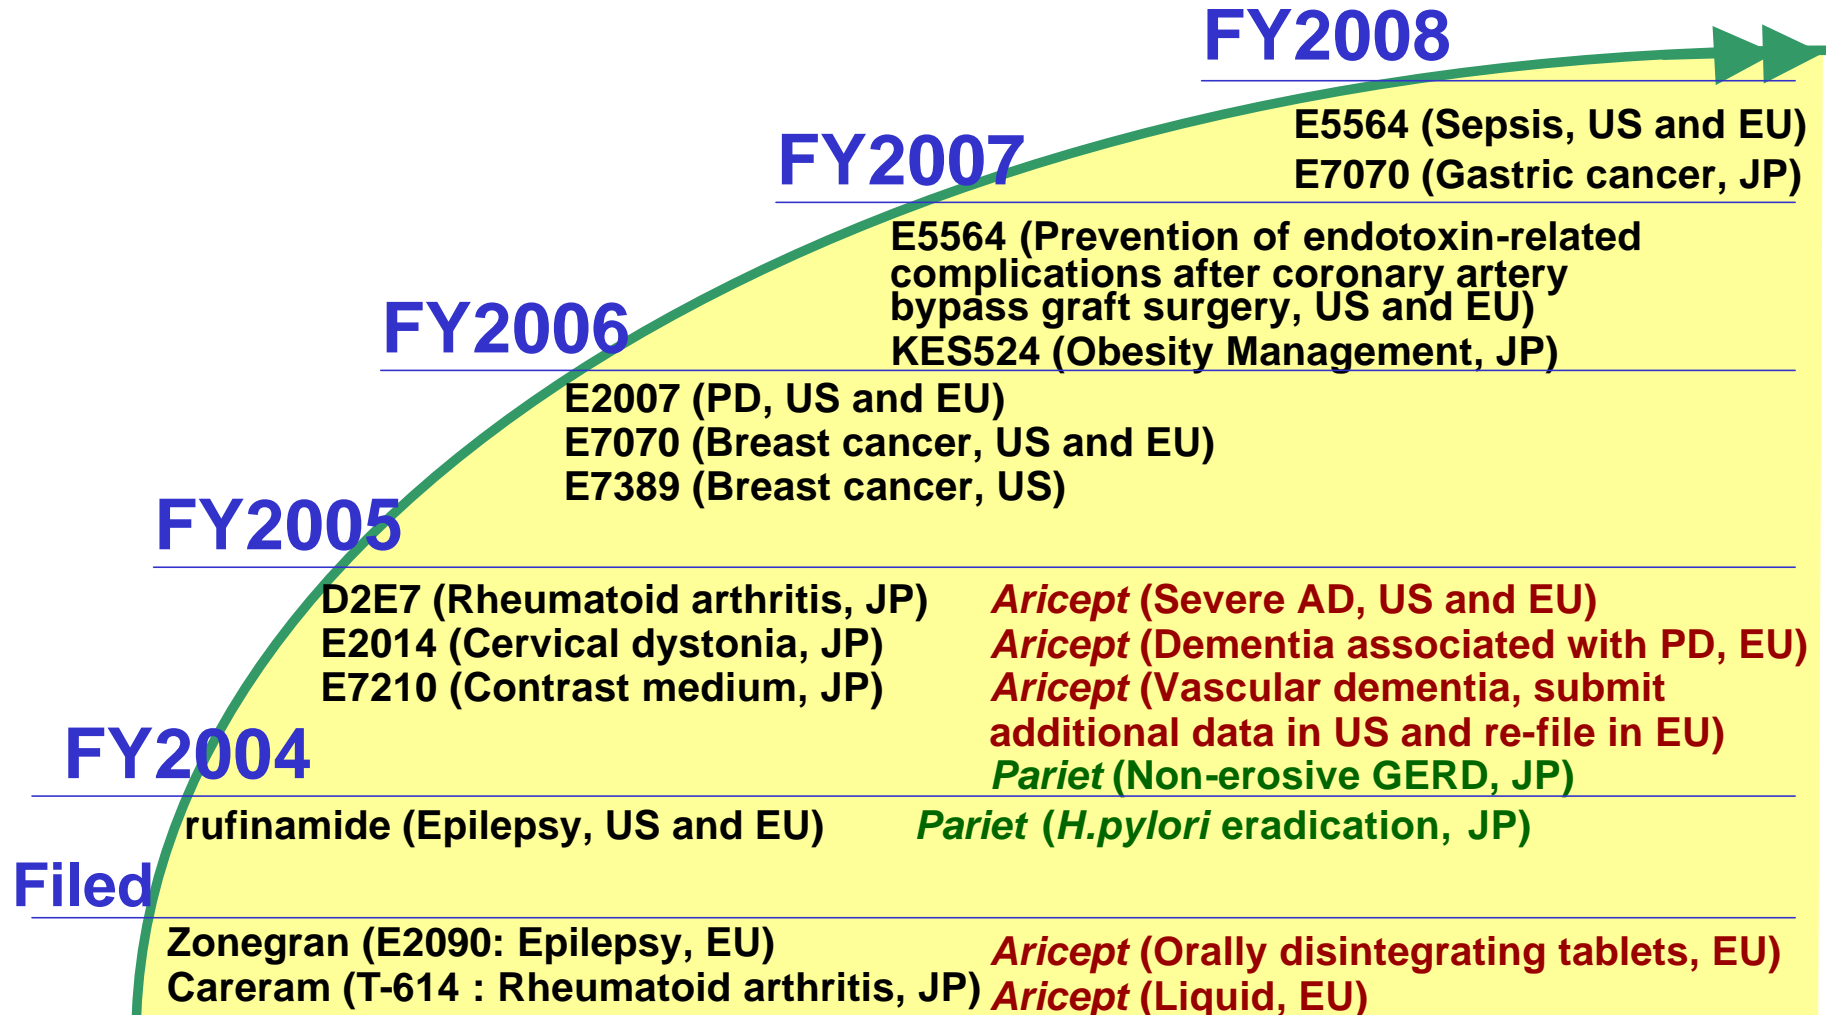 FY2008
E5564 (Sepsis, US and EU)
E7070 (Gastric cancer, JP)
FY2007
E5564 (Prevention of endotoxin-related
complications after coronary artery
bypass graft surgery, US and EU)
KES524 (Obesity Management, JP)
FY2006
E2007 (PD, US and EU)
E7070 (Breast cancer, US and EU)
E7389 (Breast cancer, US)
FY2005
D2E7 (Rheumatoid arthritis, JP)
E2014 (Cervical dystonia, JP)
E7210 (Contrast medium, JP)
Aricept (Severe AD, US and EU)
Aricept (Dementia associated with PD, EU)
Aricept (Vascular dementia, submit
additional data in US and re-file in EU)
Pariet (Non-erosive GERD, JP)
FY2004
rufinamide (Epilepsy, US and EU)
Pariet (H.pylori eradication, JP)
Filed
Zonegran (E2090: Epilepsy, EU)
Careram (T-614 : Rheumatoid arthritis, JP)
Aricept (Orally disintegrating tablets, EU)
Aricept (Liquid, EU)